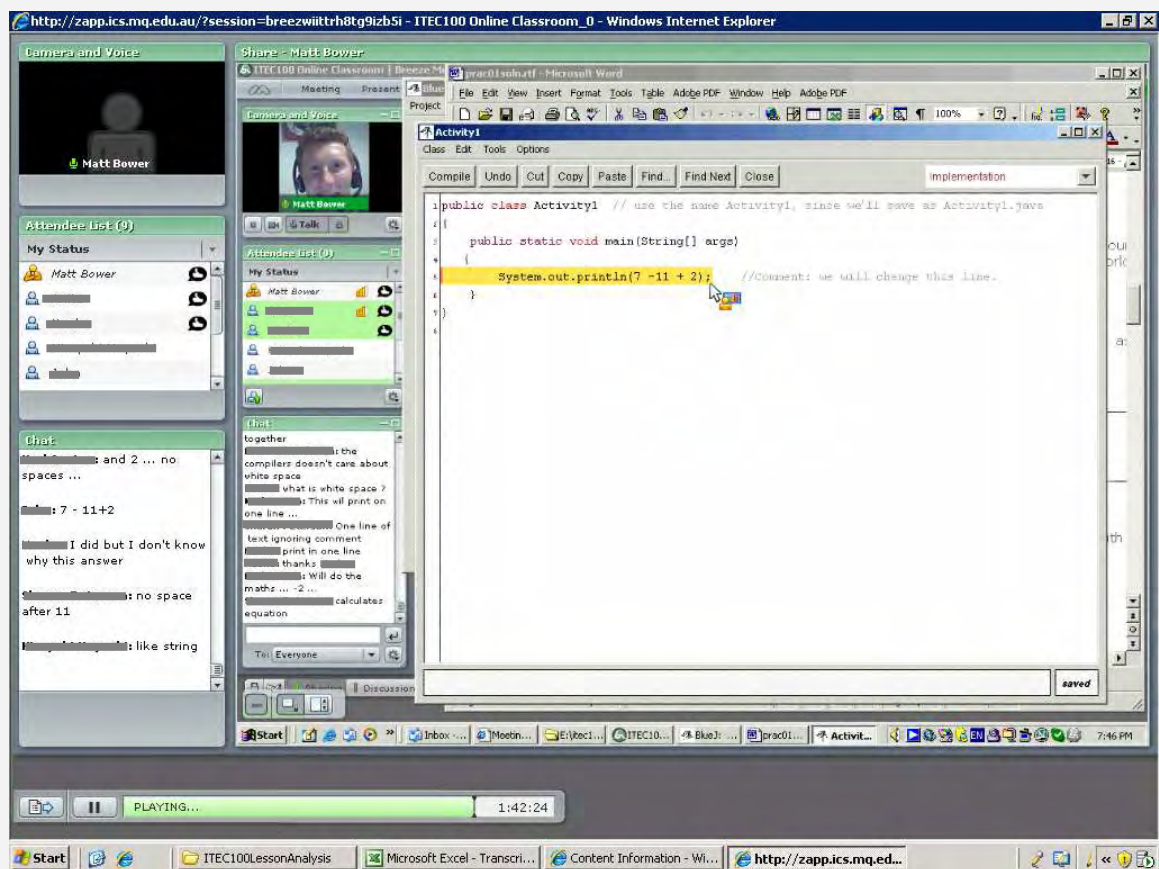 http://zapp.ics.mq.edu.au/?session=breezwiittrh8tg9izb5i - ITEC100 Online Classroom_0 - Windows Internet Explorer
Camera and Voice
Matt Bower
Attendee List (9)
My Status
Matt Bower
Chat
: and 2 ... no
spaces ...
: 7 - 11+2
I did but I don't know
why this answer
: no space
after 11
: like string
Share - Matt Bower
ITEC100 Online Classroom | Breeze Me
Meeting Present
Camera and Voice
Matt Bower
Talk
Attendee List (9)
My Status
Matt Bower
Chat
together
: the
compilers doesn't care about
white space
what is white space ?
: This wil print on
one line ...
One line of
text ignoring comment
print in one line
thanks
: Will do the
maths ... -2 ...
calculates
equation
To: Everyone
Discussion
Blue
Project
prac01soln.rtf - Microsoft Word
File Edit View Insert Format Tools Table Adobe PDF Window Help Adobe PDF
100%
Activity1
Class Edit Tools Options
Compile Undo Cut Copy Paste Find... Find Next Close
Implementation
public class Activity1 // use the name Activity1, since we'll save as Activity1.java
{
public static void main(String[] args)
{
System.out.println(7 -11 + 2); //Comment: we will change this line.
}
}
saved
Start
Inbox -...
Meetin...
E:\itec1...
ITEC10...
BlueJ: ...
prac01...
Activit...
EN
7:46 PM
PLAYING...
1:42:24
Start
ITEC100LessonAnalysis
Microsoft Excel - Transcri...
Content Information - Wi...
http://zapp.ics.mq.ed...